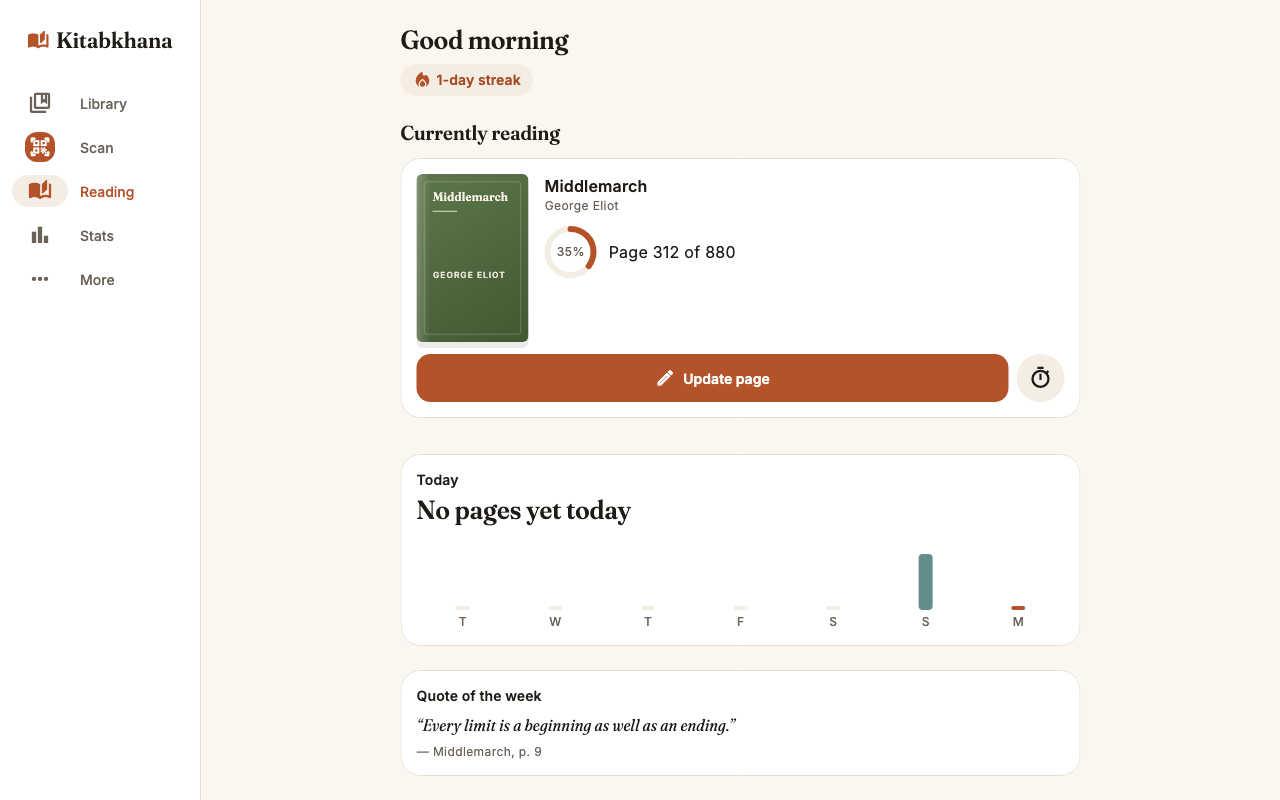 Kitabkhana
Library
Scan
Reading
Stats
More
Good morning
1-day streak
Currently reading
Middlemarch
GEORGE ELIOT
Middlemarch
George Eliot
35%
Page 312 of 880
Update page
Today
No pages yet today
T W T F S S M
Quote of the week
“Every limit is a beginning as well as an ending.”
— Middlemarch, p. 9